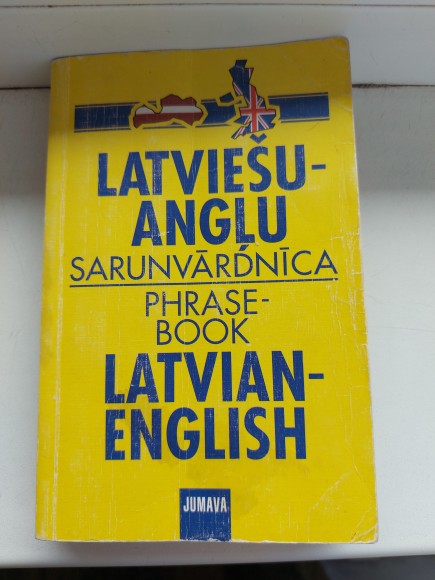 LATVIEŠU-
ANGĻU
SARUNVĀRDNĪCA
PHRASE-
BOOK
LATVIAN-
ENGLISH
JUMAVA